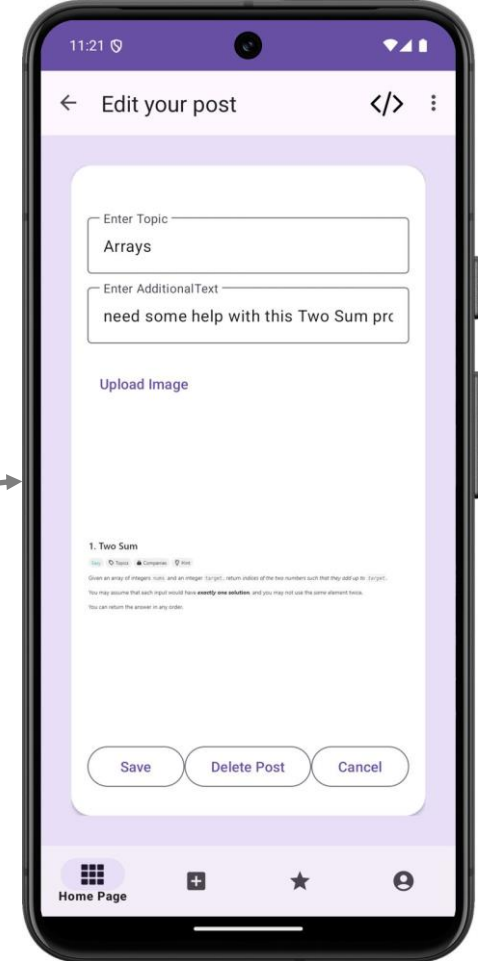 11:21
Edit your post
</>
Enter Topic
Arrays
Enter AdditionalText
need some help with this Two Sum prc
Upload Image
1. Two Sum
Easy Topics Companies Hint
Given an array of integers nums and an integer target, return indices of the two numbers such that they add up to target.
You may assume that each input would have exactly one solution, and you may not use the same element twice.
You can return the answer in any order.
Save Delete Post Cancel
Home Page